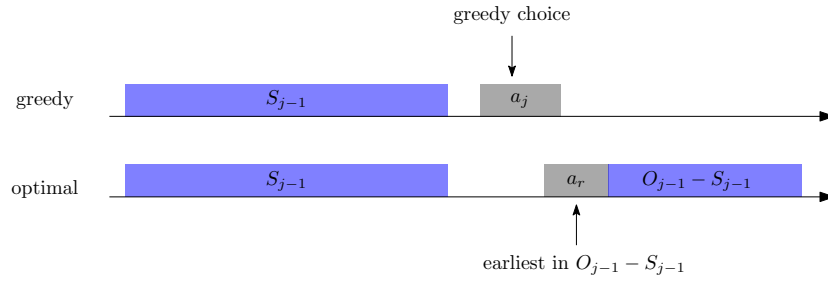 greedy choice
greedy
$S_{j-1}$
$a_j$
optimal
$S_{j-1}$
$a_r$
$O_{j-1} - S_{j-1}$
earliest in $O_{j-1} - S_{j-1}$